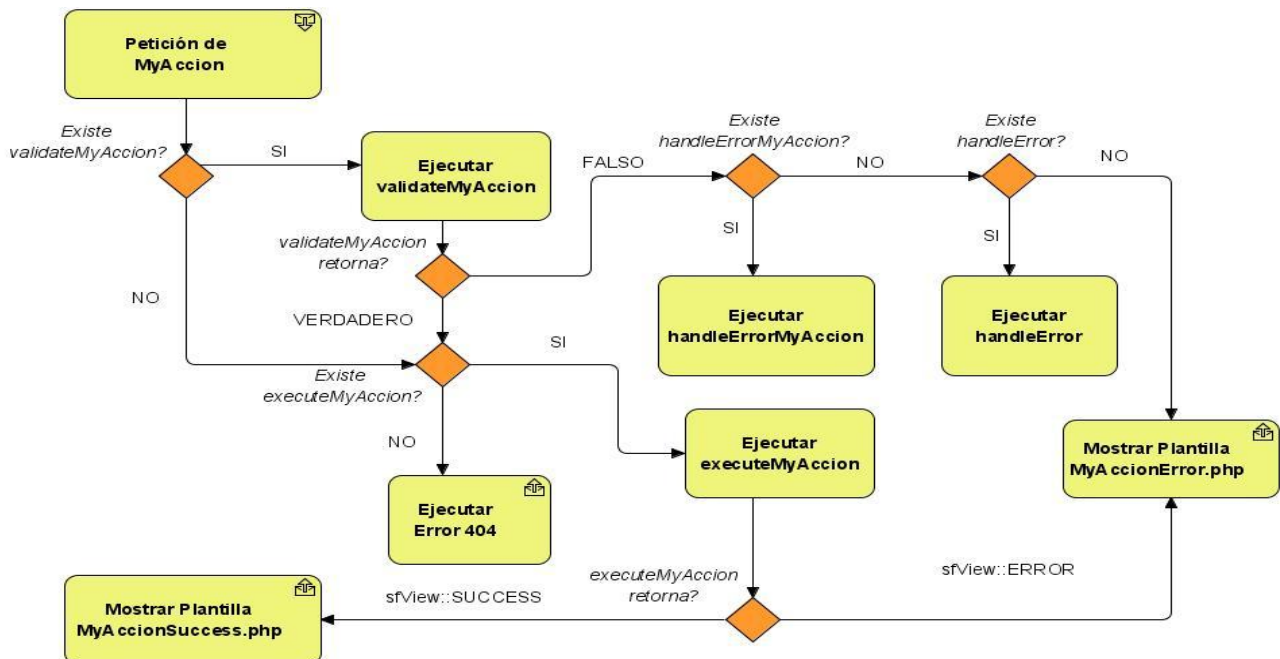 Petición de
MyAccion
Existe
validateMyAccion?
SI
Ejecutar
validateMyAccion
FALSO
Existe
handleErrorMyAccion?
NO
Existe
handleError?
NO
validateMyAccion
retorna?
SI
SI
NO
VERDADERO
Ejecutar
handleErrorMyAccion
Ejecutar
handleError
SI
Existe
executeMyAccion?
NO
Ejecutar
executeMyAccion
Mostrar Plantilla
MyAccionError.php
Ejecutar
Error 404
executeMyAccion
retorna?
sfView::ERROR
sfView::SUCCESS
Mostrar Plantilla
MyAccionSuccess.php